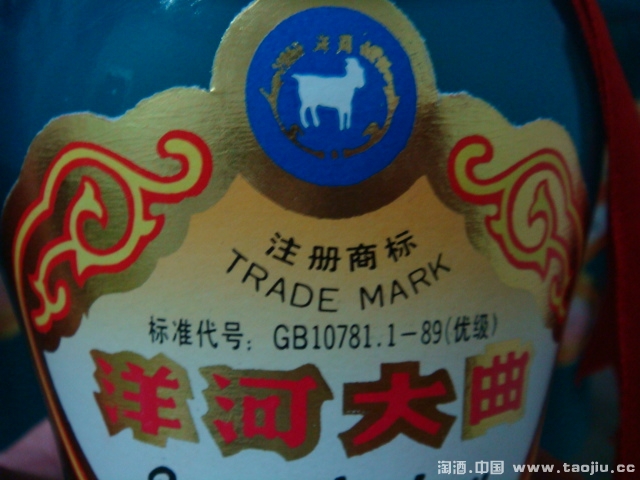 注册商标
TRADE MARK
标准代号：GB10781.1-89(优级)
洋河大曲
淘酒.中国 www.taojiu.cc